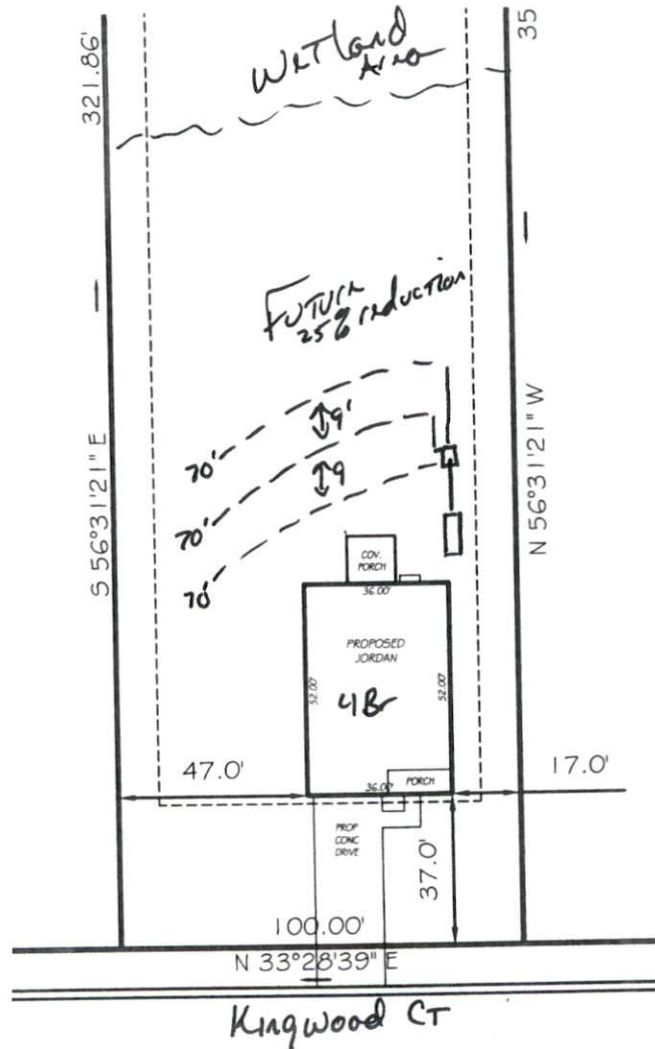 321.86'
35
Wetland
Area
Future
25% reduction
9'
70'
9
70'
70'
S 56°31'21" E
N 56°31'21" W
COV.
PORCH
36.00'
PROPOSED
JORDAN
52.00'
52.00'
4 Br
47.0'
17.0'
36.00'
PORCH
PROP
CONC
DRIVE
37.0'
100.00'
N 33°28'39" E
Kingwood CT